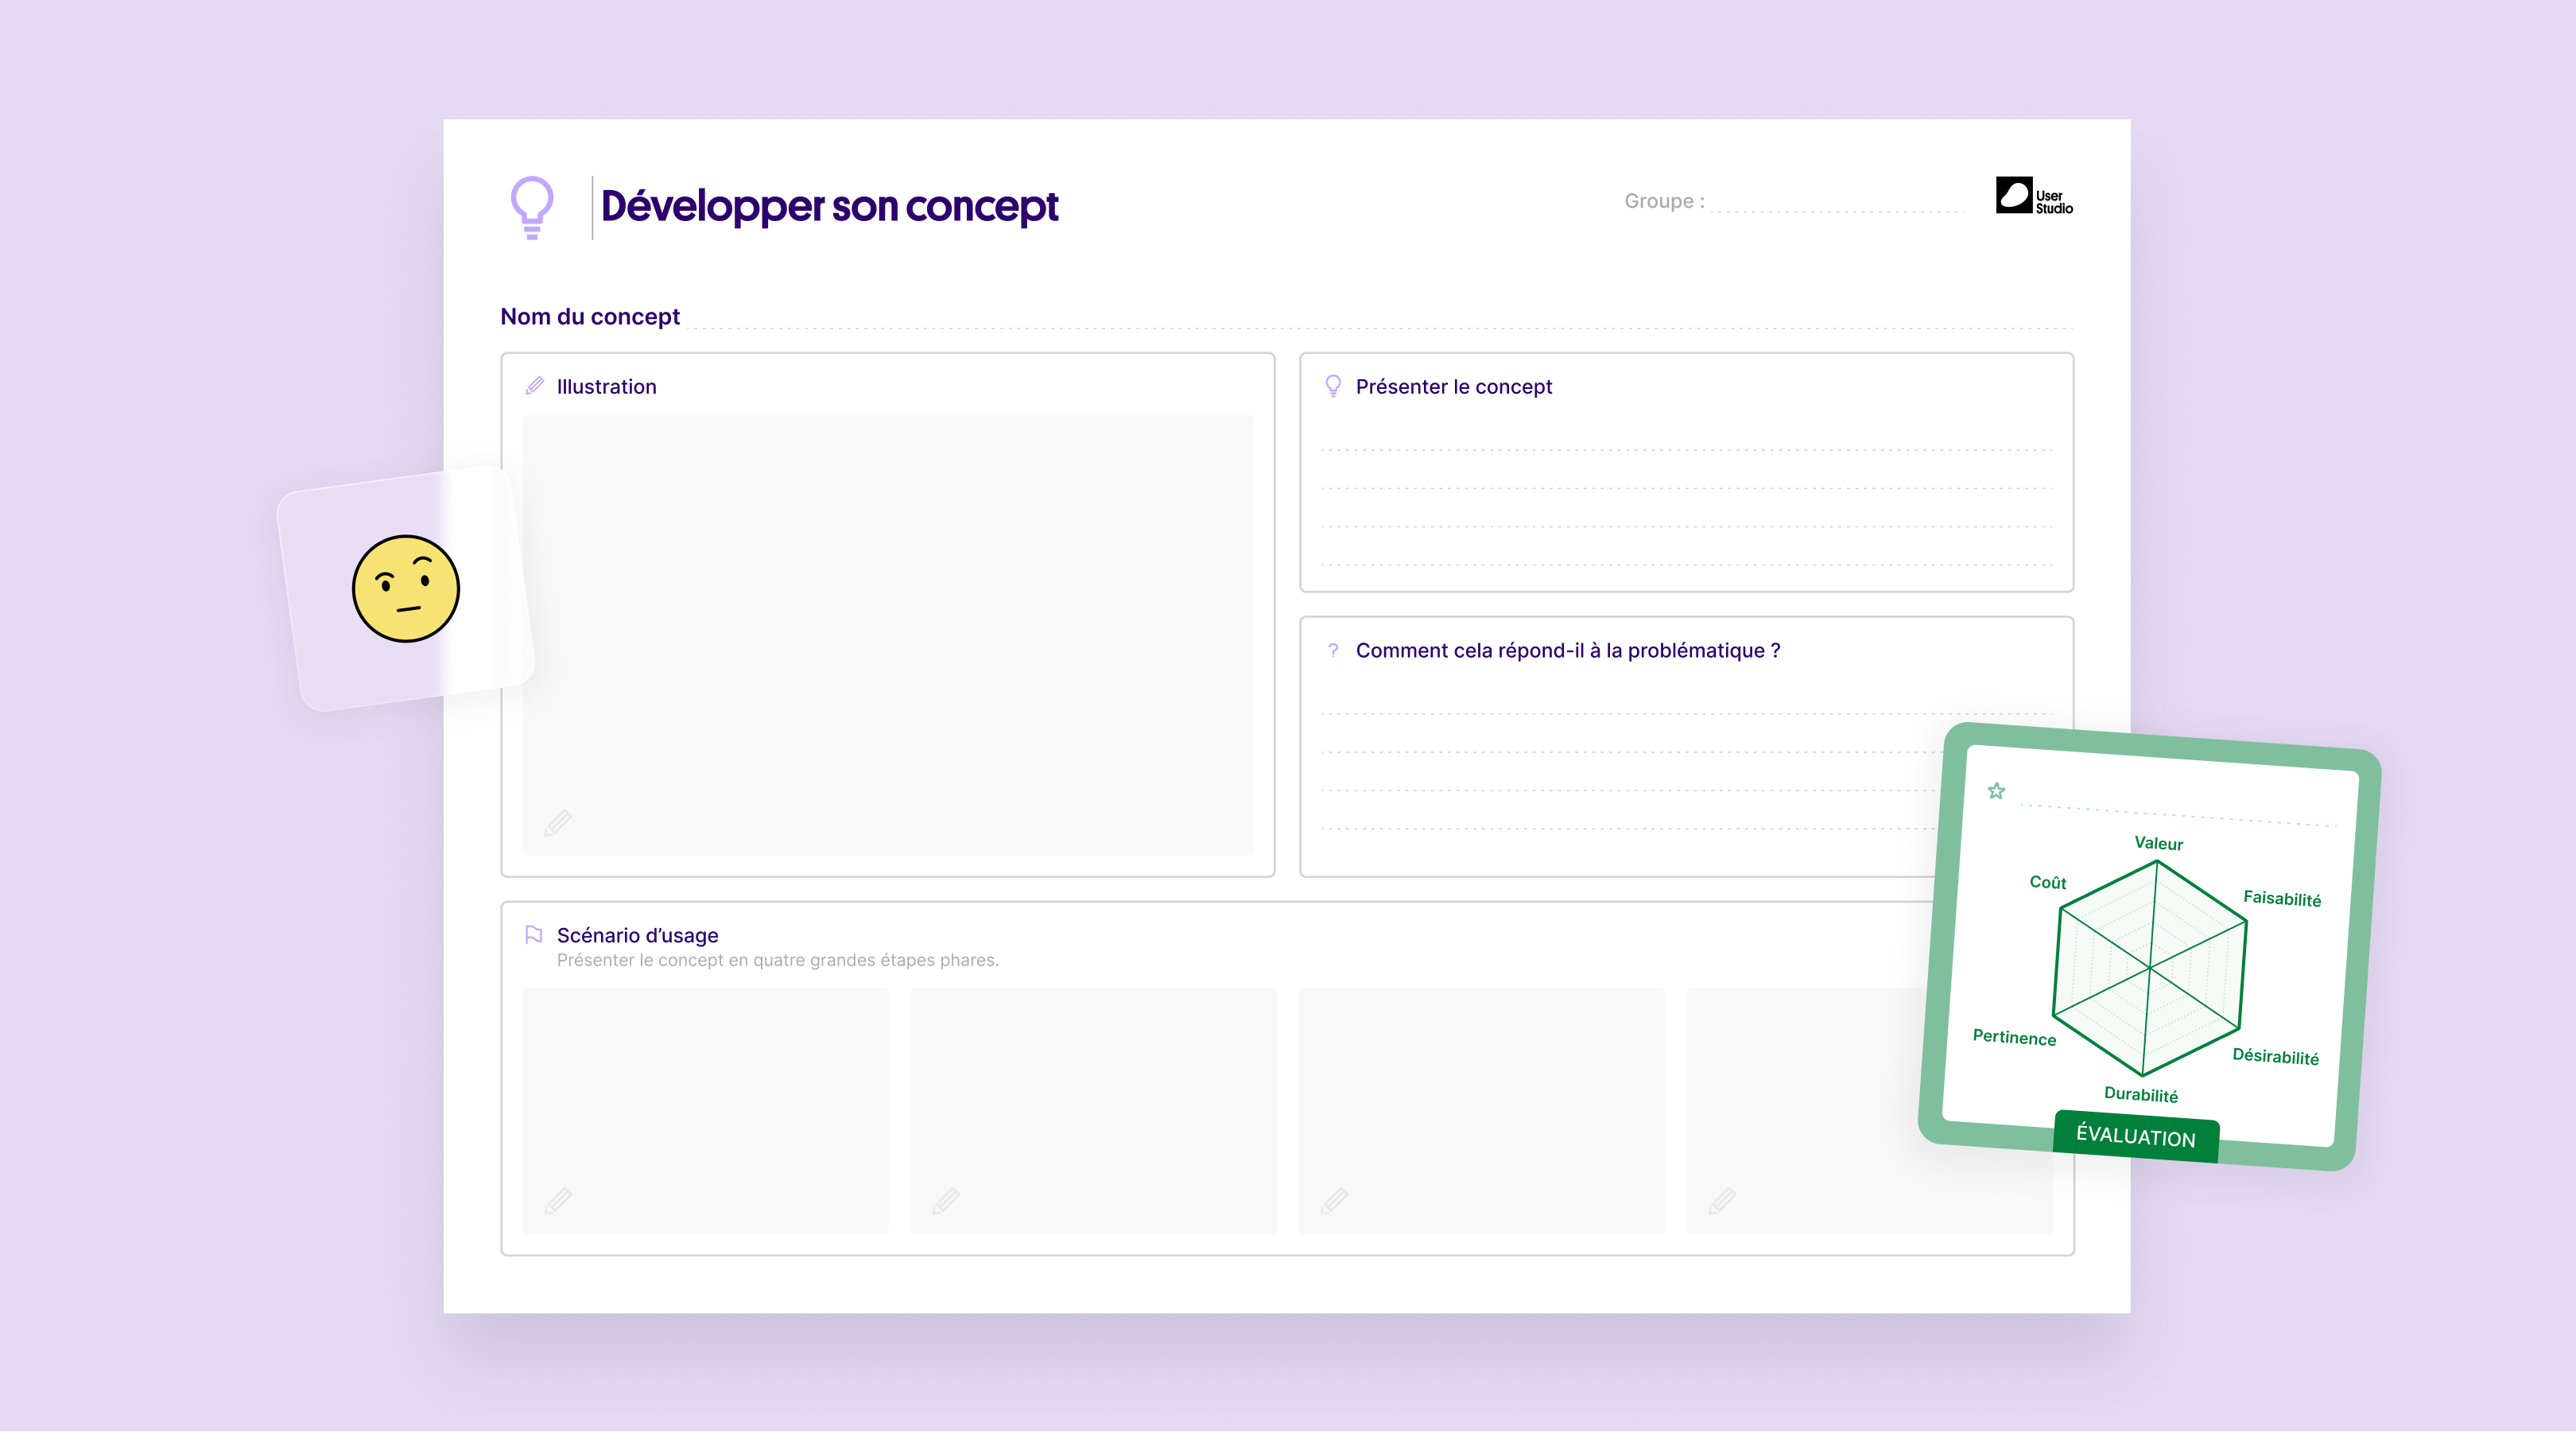 Développer son concept
Groupe :
User
Studio
Nom du concept
Illustration
Présenter le concept
? Comment cela répond-il à la problématique ?
Scénario d’usage
Présenter le concept en quatre grandes étapes phares.
Valeur
Coût
Faisabilité
Pertinence
Désirabilité
Durabilité
ÉVALUATION